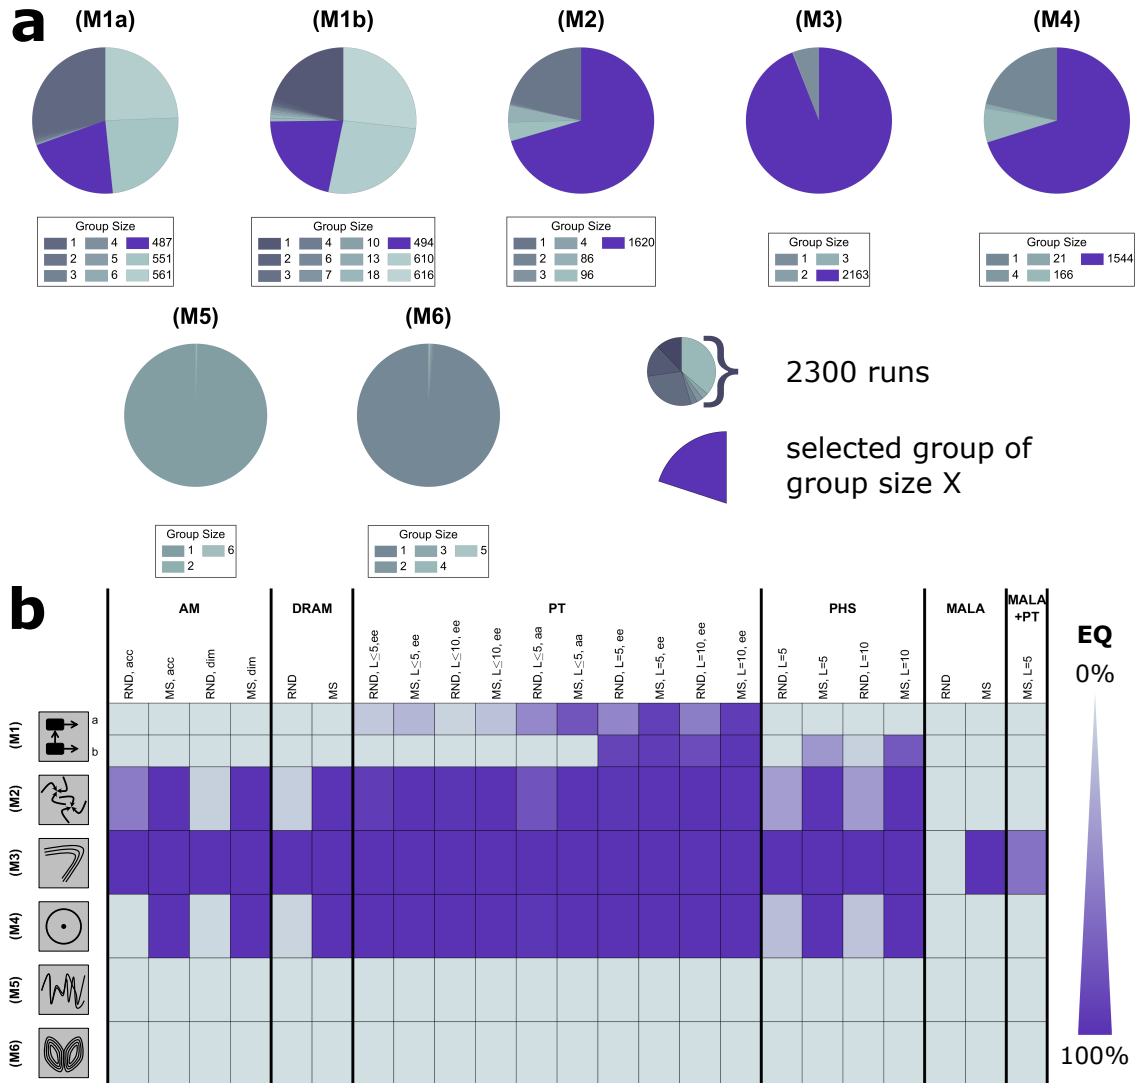 a
(M1a) (M1b) (M2) (M3) (M4)
Group Size
1 4 487
2 5 551
3 6 561
Group Size
1 4 10 494
2 6 13 610
3 7 18 616
Group Size
1 4 1620
2 86
3 96
Group Size
1 3
2 2163
Group Size
1 21 1544
4 166
(M5) (M6)
Group Size
1 6
2
Group Size
1 3 5
2 4
2300 runs
selected group of
group size X
b
AM DRAM PT PHS MALA MALA
+PT
RND, acc
MS, acc
RND, dim
MS, dim
RND
MS
RND, L≤5,ee
MS, L≤5, ee
RND, L≤10, ee
MS, L≤10, ee
RND, L≤5, aa
MS, L≤5, aa
RND, L=5, ee
MS, L=5, ee
RND, L=10, ee
MS, L=10, ee
RND, L=5
MS, L=5
RND, L=10
MS, L=10
RND
MS
MS, L=5
(M1)
a
b
(M2)
(M3)
(M4)
(M5)
(M6)
EQ
0%
100%